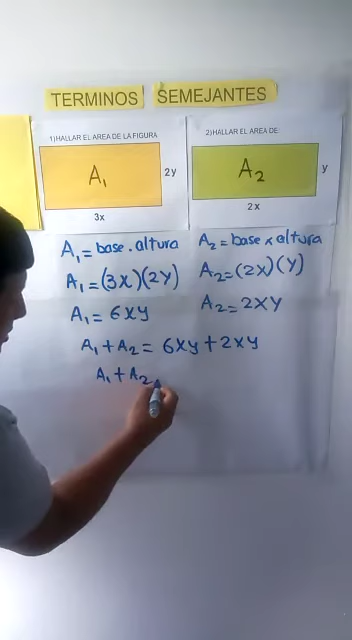 TERMINOS SEMEJANTES
1)HALLAR EL AREA DE LA FIGURA
A₁
2y
3x
2)HALLAR EL AREA DE:
A₂
y
2x
A₁ = base . altura
A₁ = (3x)(2y)
A₁ = 6xy
A₂ = base x altura
A₂ = (2x)(y)
A₂ = 2xy
A₁ + A₂ = 6xy + 2xy
A₁ + A₂